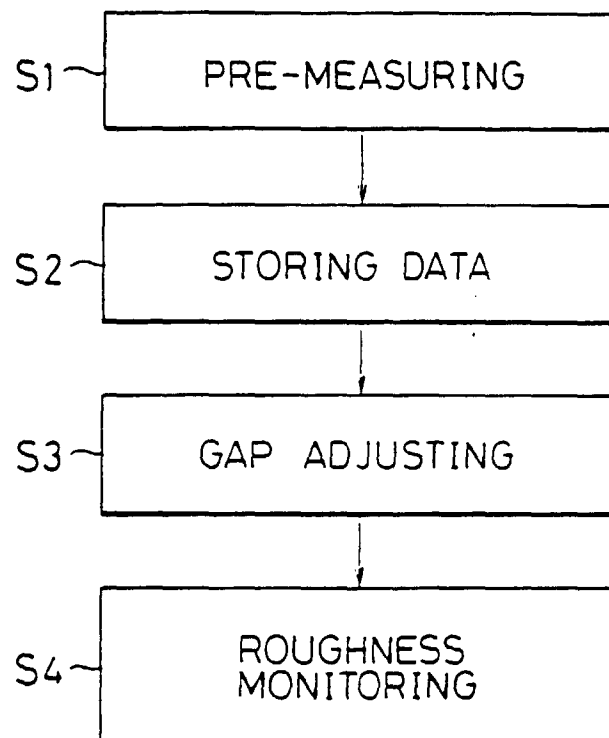 S1 PRE-MEASURING
S2 STORING DATA
S3 GAP ADJUSTING
S4 ROUGHNESS
MONITORING